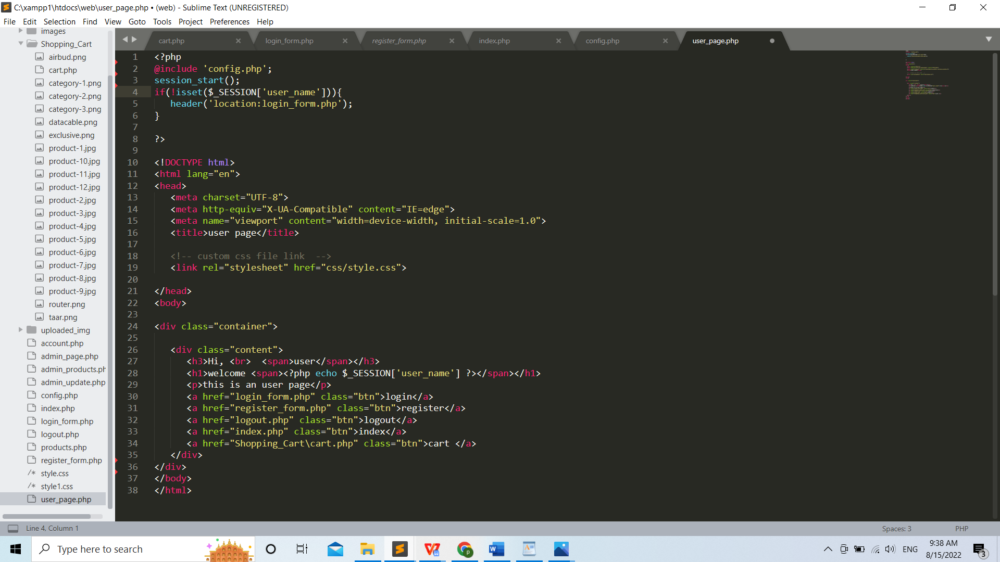 C:\xampp1\htdocs\web\user_page.php • (web) - Sublime Text (UNREGISTERED)
File Edit Selection Find View Goto Tools Project Preferences Help
images
Shopping_Cart
airbud.png
cart.php
category-1.png
category-2.png
category-3.png
datacable.png
exclusive.png
product-1.jpg
product-10.jpg
product-11.jpg
product-12.jpg
product-2.jpg
product-3.jpg
product-4.jpg
product-5.jpg
product-6.jpg
product-7.jpg
product-8.jpg
product-9.jpg
router.png
taar.png
uploaded_img
account.php
admin_page.php
admin_products.ph
admin_update.php
config.php
index.php
login_form.php
logout.php
products.php
register_form.php
style.css
style1.css
user_page.php
cart.php login_form.php register_form.php index.php config.php user_page.php
1 <?php
2 @include 'config.php';
3 session_start();
4 if(!isset($_SESSION['user_name'])){
5 header('location:login_form.php');
6 }
7
8 ?>
9
10 <!DOCTYPE html>
11 <html lang="en">
12 <head>
13 <meta charset="UTF-8">
14 <meta http-equiv="X-UA-Compatible" content="IE=edge">
15 <meta name="viewport" content="width=device-width, initial-scale=1.0">
16 <title>user page</title>
17
18 <!-- custom css file link  -->
19 <link rel="stylesheet" href="css/style.css">
20
21 </head>
22 <body>
23
24 <div class="container">
25
26 <div class="content">
27 <h3>Hi, <br>  <span>user</span></h3>
28 <h1>welcome <span><?php echo $_SESSION['user_name'] ?></span></h1>
29 <p>this is an user page</p>
30 <a href="login_form.php" class="btn">login</a>
31 <a href="register_form.php" class="btn">register</a>
32 <a href="logout.php" class="btn">logout</a>
33 <a href="index.php" class="btn">index</a>
34 <a href="Shopping_Cart\cart.php" class="btn">cart </a>
35 </div>
36 </div>
37 </body>
38 </html>
Line 4, Column 1
Spaces: 3 PHP
Type here to search
ENG
9:38 AM
8/15/2022
3